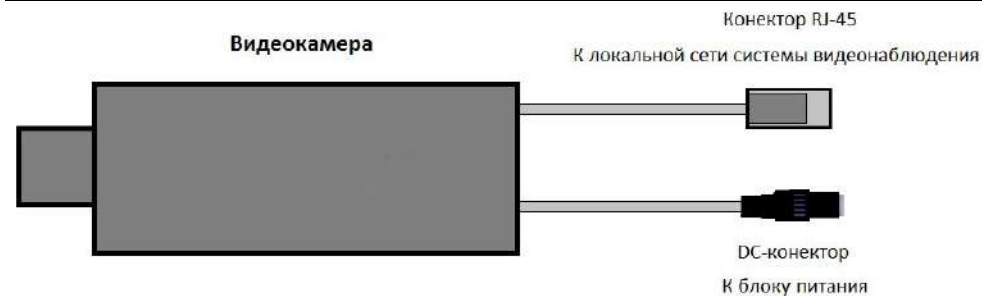 Конектор RJ-45
Видеокамера
К локальной сети системы видеонаблюдения
DC-конектор
К блоку питания